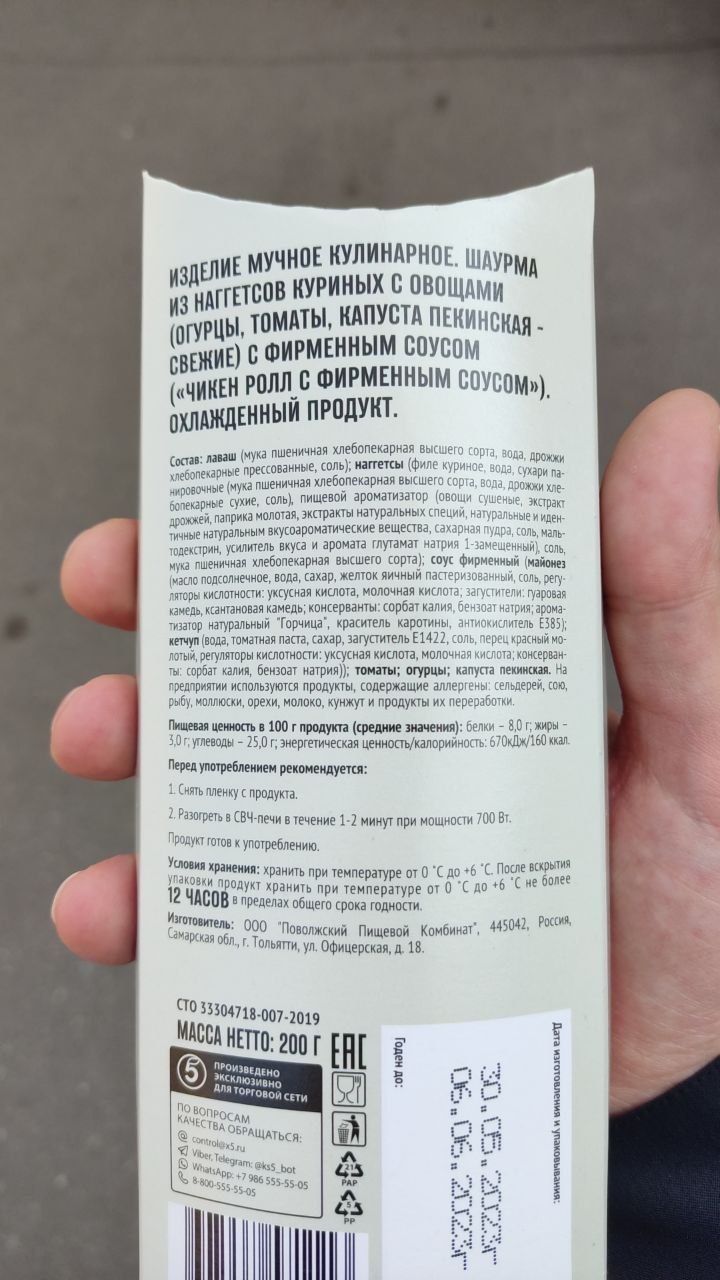 ИЗДЕЛИЕ МУЧНОЕ КУЛИНАРНОЕ. ШАУРМА
ИЗ НАГГЕТСОВ КУРИНЫХ С ОВОЩАМИ
(ОГУРЦЫ, ТОМАТЫ, КАПУСТА ПЕКИНСКАЯ -
СВЕЖИЕ) С ФИРМЕННЫМ СОУСОМ
(«ЧИКЕН РОЛЛ С ФИРМЕННЫМ СОУСОМ»).
ОХЛАЖДЕННЫЙ ПРОДУКТ.
Состав: лаваш (мука пшеничная хлебопекарная высшего сорта, вода, дрожжи
хлебопекарные прессованные, соль); наггетсы (филе куриное, вода, сухари па-
нировочные (мука пшеничная хлебопекарная высшего сорта, вода, дрожжи хле-
бопекарные сухие, соль), пищевой ароматизатор (овощи сушеные, экстракт
дрожжей, паприка молотая, экстракты натуральных специй, натуральные и иден-
тичные натуральным вкусоароматические вещества, сахарная пудра, соль, маль-
тодекстрин, усилитель вкуса и аромата глутамат натрия 1-замещенный), соль,
мука пшеничная хлебопекарная высшего сорта); соус фирменный (майонез
(масло подсолнечное, вода, сахар, желток яичный пастеризованный, соль, регу-
ляторы кислотности: уксусная кислота, молочная кислота; загустители: гуаровая
камедь, ксантановая камедь; консерванты: сорбат калия, бензоат натрия; арома-
тизатор натуральный "Горчица", краситель каротины, антиокислитель Е385);
кетчуп (вода, томатная паста, сахар, загуститель Е1422, соль, перец красный мо-
лотый, регуляторы кислотности: уксусная кислота, молочная кислота; консерван-
ты: сорбат калия, бензоат натрия)); томаты; огурцы; капуста пекинская. На
предприятии используются продукты, содержащие аллергены: сельдерей, сою,
рыбу, моллюски, орехи, молоко, кунжут и продукты их переработки.
Пищевая ценность в 100 г продукта (средние значения): белки – 8,0 г; жиры –
3,0 г; углеводы – 25,0 г; энергетическая ценность/калорийность: 670кДж/160 ккал.
Перед употреблением рекомендуется:
1. Снять пленку с продукта.
2. Разогреть в СВЧ-печи в течение 1-2 минут при мощности 700 Вт.
Продукт готов к употреблению.
Условия хранения: хранить при температуре от 0 °С до +6 °С. После вскрытия
упаковки продукт хранить при температуре от 0 °С до +6 °С не более
12 ЧАСОВ в пределах общего срока годности.
Изготовитель: ООО "Поволжский Пищевой Комбинат", 445042, Россия,
Самарская обл., г. Тольятти, ул. Офицерская, д. 18.
СТО 33304718-007-2019
МАССА НЕТТО: 200 Г
EAC
5 ПРОИЗВЕДЕНО
ЭКСКЛЮЗИВНО
ДЛЯ ТОРГОВОЙ СЕТИ
ПО ВОПРОСАМ
КАЧЕСТВА ОБРАЩАТЬСЯ:
control@x5.ru
Viber, Telegram: @ks5_bot
WhatsApp: +7 986 555-55-05
8-800-555-55-05
21
PAP
5
PP
Дата изготовления и упаковывания:
30.05.2023г
Годен до:
06.06.2023г